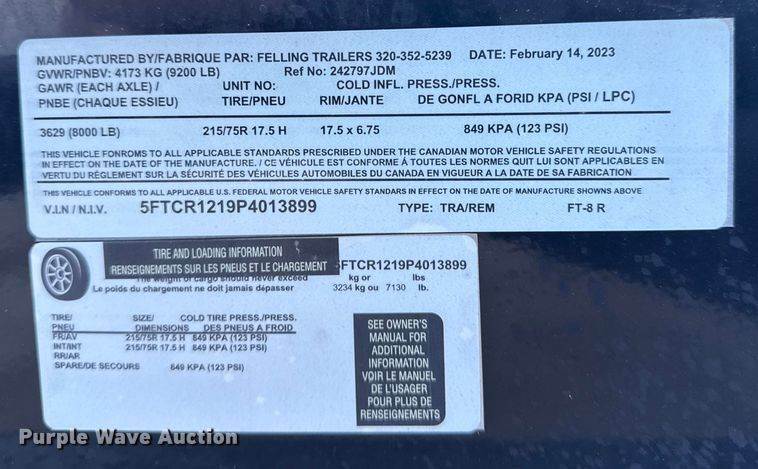 MANUFACTURED BY/FABRIQUE PAR: FELLING TRAILERS 320-352-5239 DATE: February 14, 2023
GVWR/PNBV: 4173 KG (9200 LB) Ref No: 242797JDM
GAWR (EACH AXLE) / UNIT NO: COLD INFL. PRESS./PRESS.
PNBE (CHAQUE ESSIEU) TIRE/PNEU RIM/JANTE DE GONFL A FORID KPA (PSI / LPC)
3629 (8000 LB) 215/75R 17.5 H 17.5 x 6.75 849 KPA (123 PSI)
THIS VEHICLE FONROMS TO ALL APPLICABLE STANDARDS PRESCRIBED UNDER THE CANADIAN MOTOR VEHICLE SAFETY REGULATIONS
IN EFFECT ON THE DATE OF THE MANUFACTURE. / CE VÉHICULE EST CONFORME Á TOUTES LES NORMES QUIT LUI SONT APPLICABLES EN
VERTU DU RÉGLEMENT SUR LA SÉCURITÉ DES VÉHICULES AUTOMOBILES DU CANADA EN VIGUEUR A LA DATE DE SA FABRICATION
THIS VEHICLE CONFORMS TO ALL APPLICABLE U.S. FEDERAL MOTOR VEHICLE SAFETY STANDARS IN EFFECT ON THE DATE OF MANUFACTURE SHOWNS ABOVE
V.I.N / N.I.V. 5FTCR1219P4013899 TYPE: TRA/REM FT-8 R
TIRE AND LOADING INFORMATION
RENSEIGNEMENTS SUR LES PNEUS ET LE CHARGEMENT 5FTCR1219P4013899
The weight of cargo should never exceed kg or lbs
Le poids du chargement ne doit jamais dépasser 3234 kg ou 7130 lb.
TIRE/ SIZE/ COLD TIRE PRESS./PRESS.
PNEU DIMENSIONS DES PNEUS A FROID
FR/AV 215/75R 17.5 H 849 KPA (123 PSI)
INT/INT 215/75R 17.5 H 849 KPA (123 PSI)
RR/AR
SPARE/DE SECOURS 849 KPA (123 PSI)
SEE OWNER'S
MANUAL FOR
ADDITIONAL
INFORMATION
VOIR LE MANUEL
DE L'USAGER
POUR PLUS DE
RENSEIGNEMENTS
Purple Wave Auction